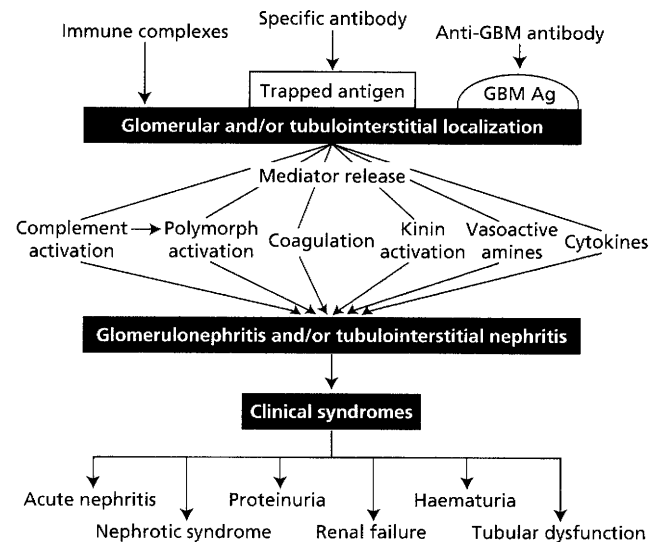 Immune complexes
Specific antibody
Anti-GBM antibody
Trapped antigen
GBM Ag
Glomerular and/or tubulointerstitial localization
Mediator release
Complement
activation
Polymorph
activation
Coagulation
Kinin
activation
Vasoactive
amines
Cytokines
Glomerulonephritis and/or tubulointerstitial nephritis
Clinical syndromes
Acute nephritis
Nephrotic syndrome
Proteinuria
Renal failure
Haematuria
Tubular dysfunction